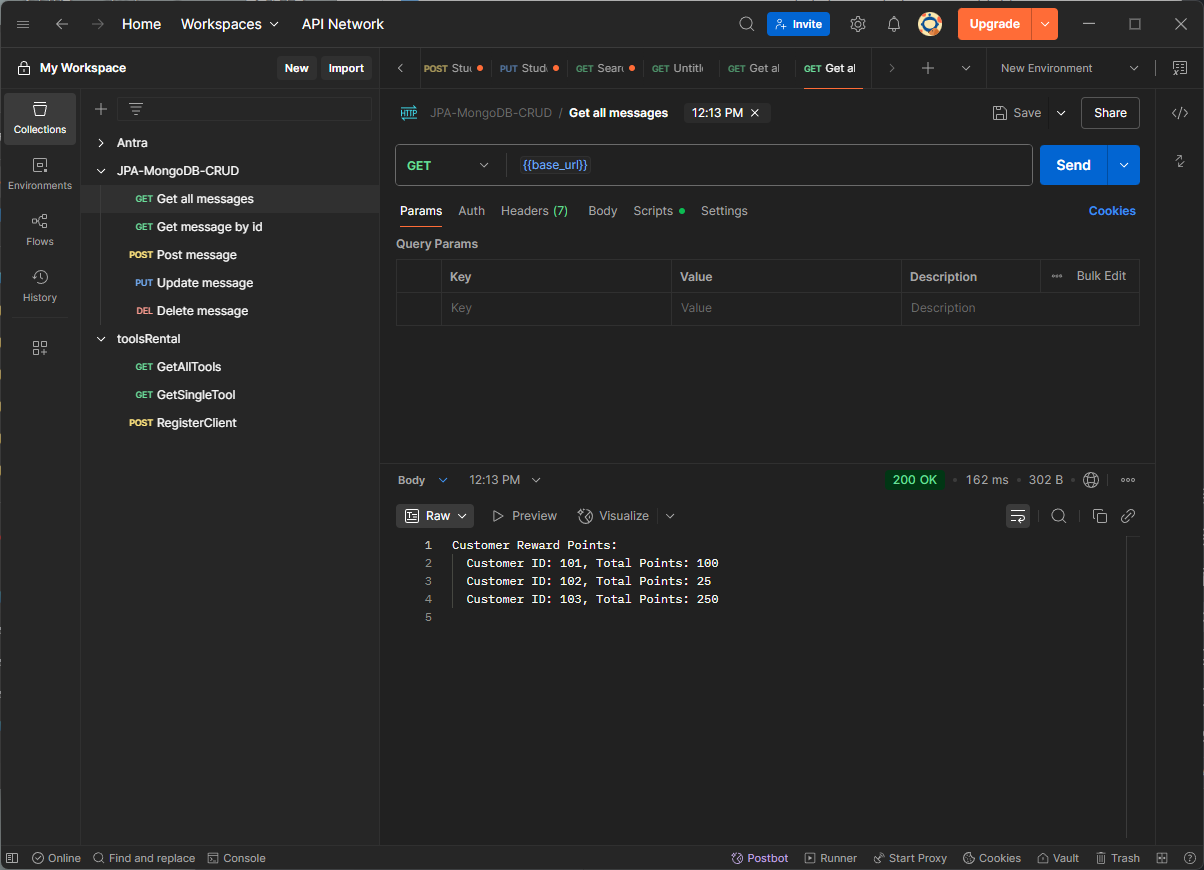 Home Workspaces API Network Invite Upgrade
My Workspace New Import
POST Stu PUT Stud GET Sear GET Untitl GET Get al GET Get al New Environment
Collections
Environments
Flows
History
Antra
JPA-MongoDB-CRUD
GET Get all messages
GET Get message by id
POST Post message
PUT Update message
DEL Delete message
toolsRental
GET GetAllTools
GET GetSingleTool
POST RegisterClient
HTTP JPA-MongoDB-CRUD / Get all messages 12:13 PM Save Share
GET {{base_url}} Send
Params Auth Headers (7) Body Scripts Settings Cookies
Query Params
Key Value Description Bulk Edit
Key Value Description
Body 12:13 PM 200 OK 162 ms 302 B
Raw Preview Visualize
1 Customer Reward Points:
2 Customer ID: 101, Total Points: 100
3 Customer ID: 102, Total Points: 25
4 Customer ID: 103, Total Points: 250
5
Online Find and replace Console Postbot Runner Start Proxy Cookies Vault Trash